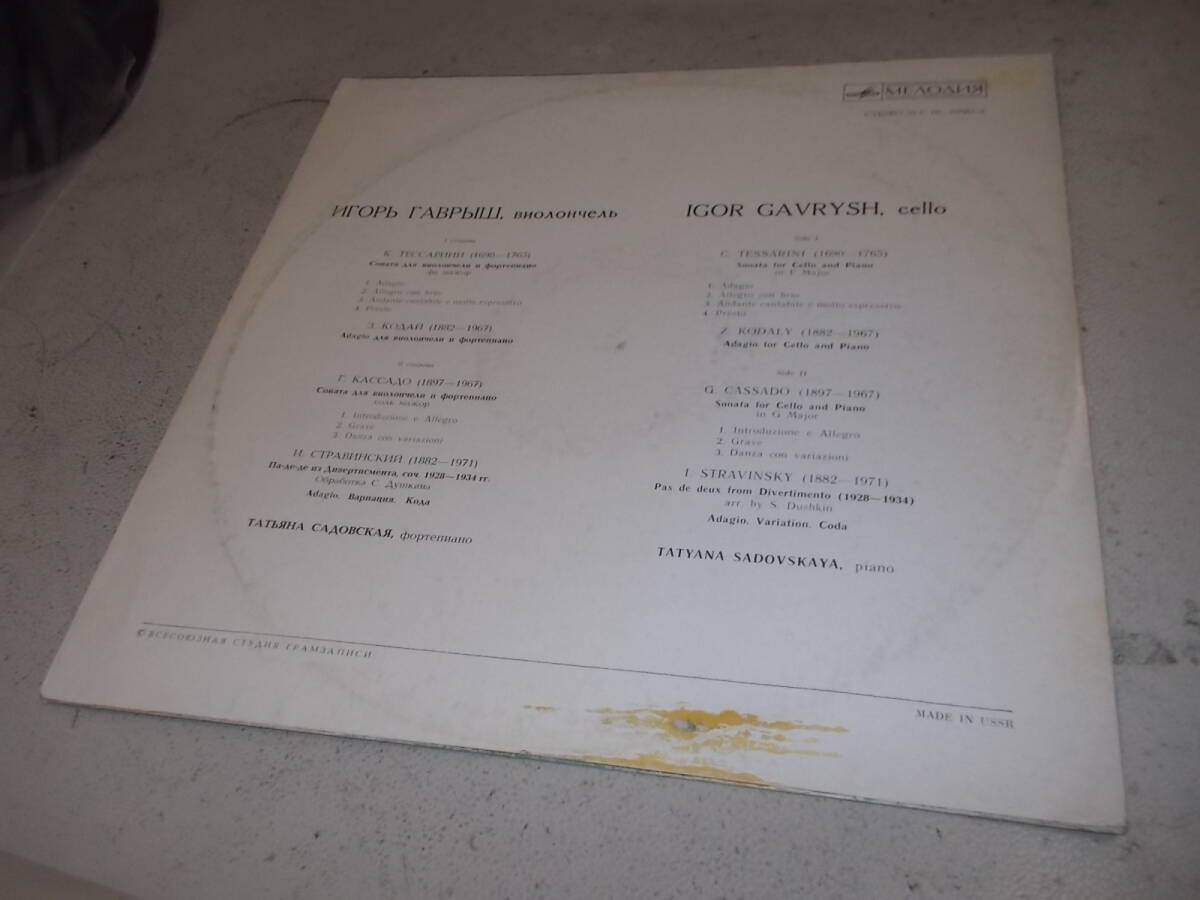 МЕЛОДИЯ
СТЕРЕО
ИГОРЬ ГАВРЫШ, виолончель
I сторона
К. ТЕССАРИНИ (1690—1765)
Соната для виолончели и фортепиано
фа мажор
1. Adagio
2. Allegro con brio
3. Andante cantabile e molto espressivo
4. Presto
З. КОДАЙ (1882—1967)
Adagio для виолончели и фортепиано
II сторона
Г. КАССАДО (1897—1967)
Соната для виолончели и фортепиано
соль мажор
1. Introduzione e Allegro
2. Grave
3. Danza con variazioni
И. СТРАВИНСКИЙ (1882—1971)
Па-де-де из Дивертисмента, соч. 1928—1934 гг.
Обработка С. Душкина
Adagio, Вариация, Кода
ТАТЬЯНА САДОВСКАЯ, фортепиано
IGOR GAVRYSH, cello
Side I
C. TESSARINI (1690—1765)
Sonata for Cello and Piano
in F Major
1. Adagio
2. Allegro con brio
3. Andante cantabile e molto espressivo
4. Presto
Z. KODALY (1882—1967)
Adagio for Cello and Piano
Side II
G. CASSADO (1897—1967)
Sonata for Cello and Piano
in G Major
1. Introduzione e Allegro
2. Grave
3. Danza con variazioni
I. STRAVINSKY (1882—1971)
Pas de deux from Divertimento (1928—1934)
arr. by S. Dushkin
Adagio, Variation, Coda
TATYANA SADOVSKAYA, piano
© ВСЕСОЮЗНАЯ СТУДИЯ ГРАМЗАПИСИ
MADE IN USSR